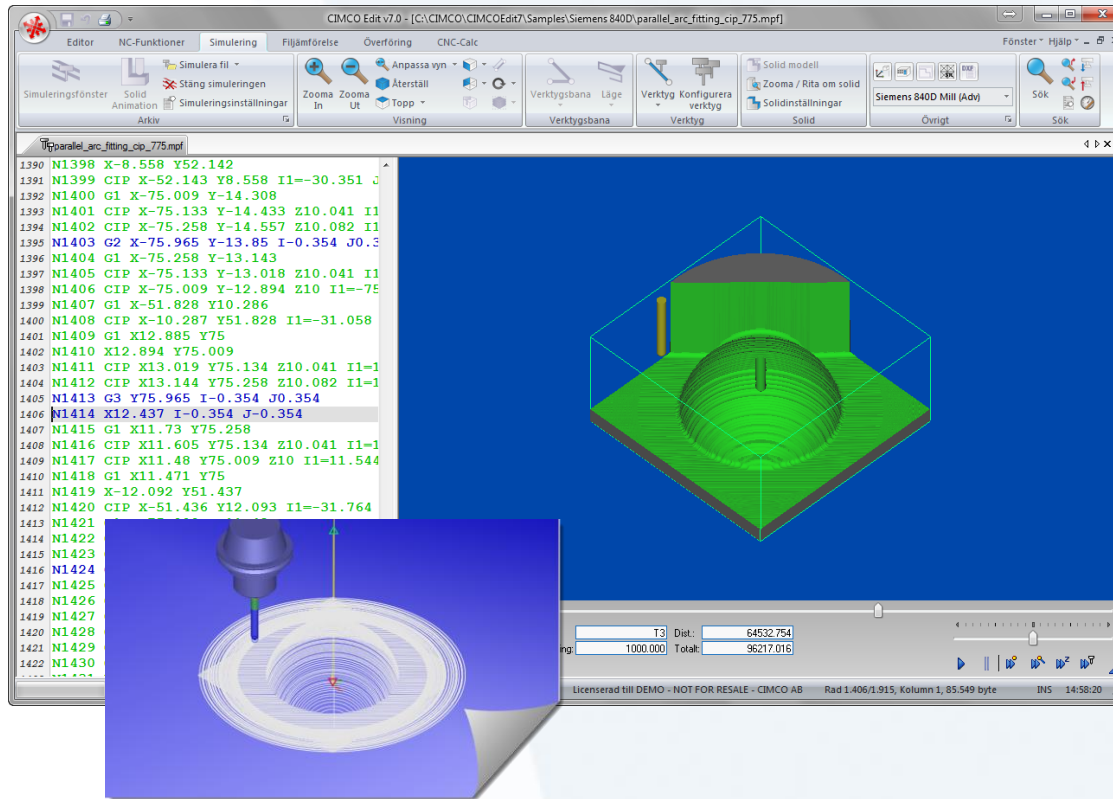 CIMCO Edit v7.0 - [C:\CIMCO\CIMCOEdit7\Samples\Siemens 840D\parallel_arc_fitting_cip_775.mpf]
Editor NC-Funktioner Simulering Filjämförelse Överföring CNC-Calc Fönster Hjälp
Simuleringsfönster
Solid Animation
Simulera fil
Stäng simuleringen
Simuleringsinställningar
Arkiv
Zooma In
Zooma Ut
Anpassa vyn
Återställ
Topp
Visning
Verktygsbana
Läge
Verktygsbana
Verktyg
Konfigurera verktyg
Verktyg
Solid modell
Zooma / Rita om solid
Solidinställningar
Solid
DXF
Siemens 840D Mill (Adv)
Övrigt
Sök
Sök
parallel_arc_fitting_cip_775.mpf
1390 N1398 X-8.558 Y52.142
1391 N1399 CIP X-52.143 Y8.558 I1=-30.351 J
1392 N1400 G1 X-75.009 Y-14.308
1393 N1401 CIP X-75.133 Y-14.433 Z10.041 I1
1394 N1402 CIP X-75.258 Y-14.557 Z10.082 I1
1395 N1403 G2 X-75.965 Y-13.85 I-0.354 J0.3
1396 N1404 G1 X-75.258 Y-13.143
1397 N1405 CIP X-75.133 Y-13.018 Z10.041 I1
1398 N1406 CIP X-75.009 Y-12.894 Z10 I1=-75
1399 N1407 G1 X-51.828 Y10.286
1400 N1408 CIP X-10.287 Y51.828 I1=-31.058
1401 N1409 G1 X12.885 Y75
1402 N1410 X12.894 Y75.009
1403 N1411 CIP X13.019 Y75.134 Z10.041 I1=1
1404 N1412 CIP X13.144 Y75.258 Z10.082 I1=1
1405 N1413 G3 Y75.965 I-0.354 J0.354
1406 N1414 X12.437 I-0.354 J-0.354
1407 N1415 G1 X11.73 Y75.258
1408 N1416 CIP X11.605 Y75.134 Z10.041 I1=1
1409 N1417 CIP X11.48 Y75.009 Z10 I1=11.544
1410 N1418 G1 X11.471 Y75
1411 N1419 X-12.092 Y51.437
1412 N1420 CIP X-51.436 Y12.093 I1=-31.764
1413 N1421
1414 N1422
1415 N1423
1416 N1424
1417 N1425
1418 N1426
1419 N1427
1420 N1428
1421 N1429
1422 N1430
T3 Dist.: 64532.754
ing: 1000.000 Totalt: 96217.016
Licenserad till DEMO - NOT FOR RESALE - CIMCO AB Rad 1.406/1.915, Kolumn 1, 85.549 byte INS 14:58:20